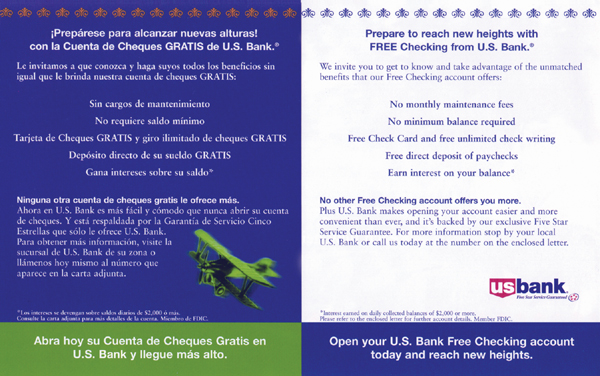 ¡Prepárese para alcanzar nuevas alturas!
con la Cuenta de Cheques GRATIS de U.S. Bank.®
Le invitamos a que conozca y haga suyos todos los beneficios sin
igual que le brinda nuestra cuenta de cheques GRATIS:
Sin cargos de mantenimiento
No requiere saldo mínimo
Tarjeta de Cheques GRATIS y giro ilimitado de cheques GRATIS
Depósito directo de su sueldo GRATIS
Gana intereses sobre su saldo*
Ninguna otra cuenta de cheques gratis le ofrece más.
Ahora en U.S. Bank es más fácil y cómodo que nunca abrir su cuenta
de cheques. Y está respaldada por la Garantía de Servicio Cinco
Estrellas que sólo le ofrece U.S. Bank.
Para obtener más información, visite la
sucursal de U.S. Bank de su zona o
llámenos hoy mismo al número que
aparece en la carta adjunta.
*Los intereses se devengan sobre saldos diarios de $2,000 ó más.
Consulte la carta adjunta para más detalles de la cuenta. Miembro de FDIC.
Abra hoy su Cuenta de Cheques Gratis en
U.S. Bank y llegue más alto.
Prepare to reach new heights with
FREE Checking from U.S. Bank.®
We invite you to get to know and take advantage of the unmatched
benefits that our Free Checking account offers:
No monthly maintenance fees
No minimum balance required
Free Check Card and free unlimited check writing
Free direct deposit of paychecks
Earn interest on your balance*
No other Free Checking account offers you more.
Plus U.S. Bank makes opening your account easier and more
convenient than ever, and it's backed by our exclusive Five Star
Service Guarantee. For more information stop by your local
U.S. Bank or call us today at the number on the enclosed letter.
usbank®
Five Star Service Guaranteed
*Interest earned on daily collected balances of $2,000 or more.
Please refer to the enclosed letter for further account details. Member FDIC.
Open your U.S. Bank Free Checking account
today and reach new heights.